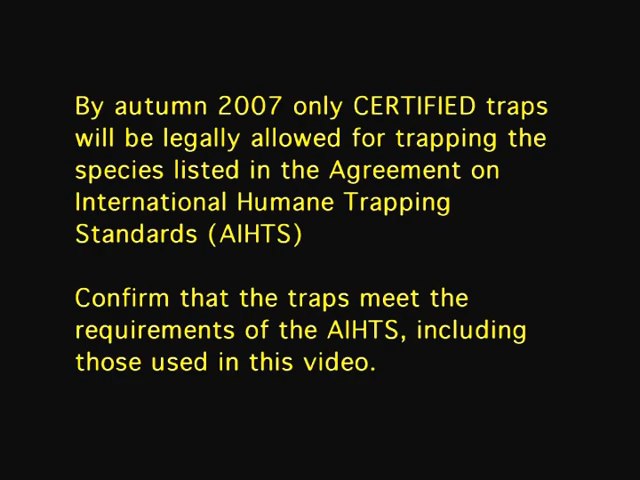 By autumn 2007 only CERTIFIED traps
will be legally allowed for trapping the
species listed in the Agreement on
International Humane Trapping
Standards (AIHTS)
Confirm that the traps meet the
requirements of the AIHTS, including
those used in this video.